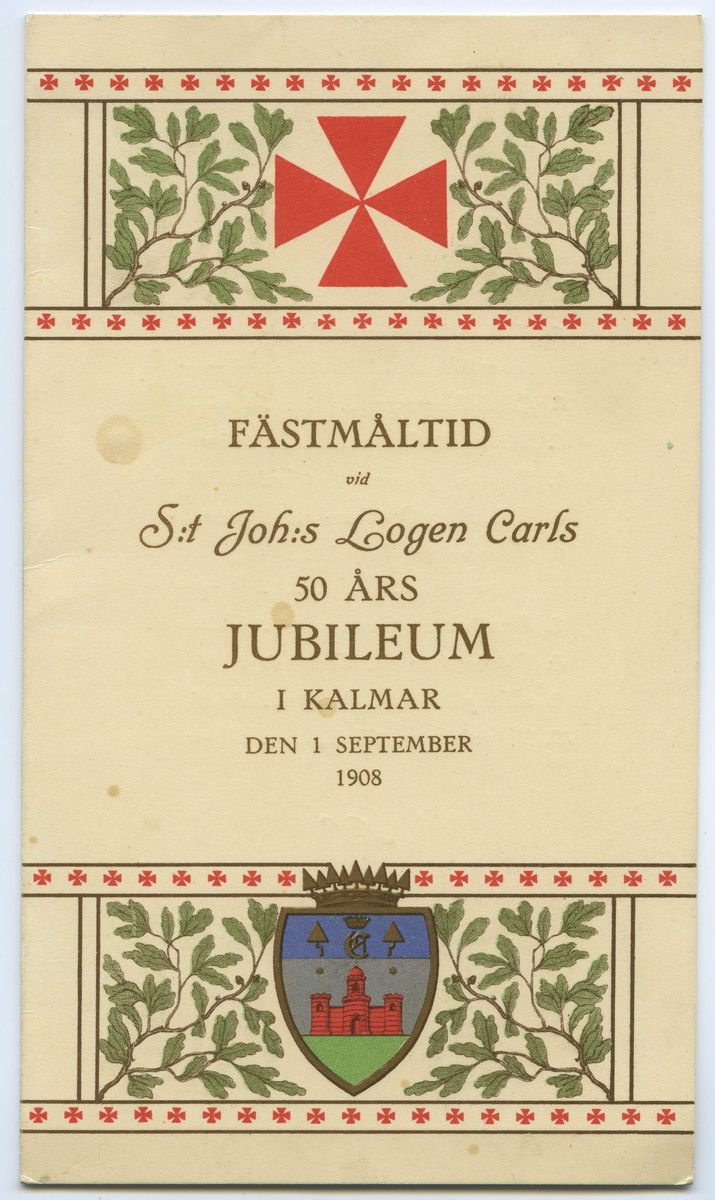 FÄSTMÅLTID
vid
S:t Joh:s Logen Carls
50 ÅRS
JUBILEUM
I KALMAR
DEN 1 SEPTEMBER
1908
C